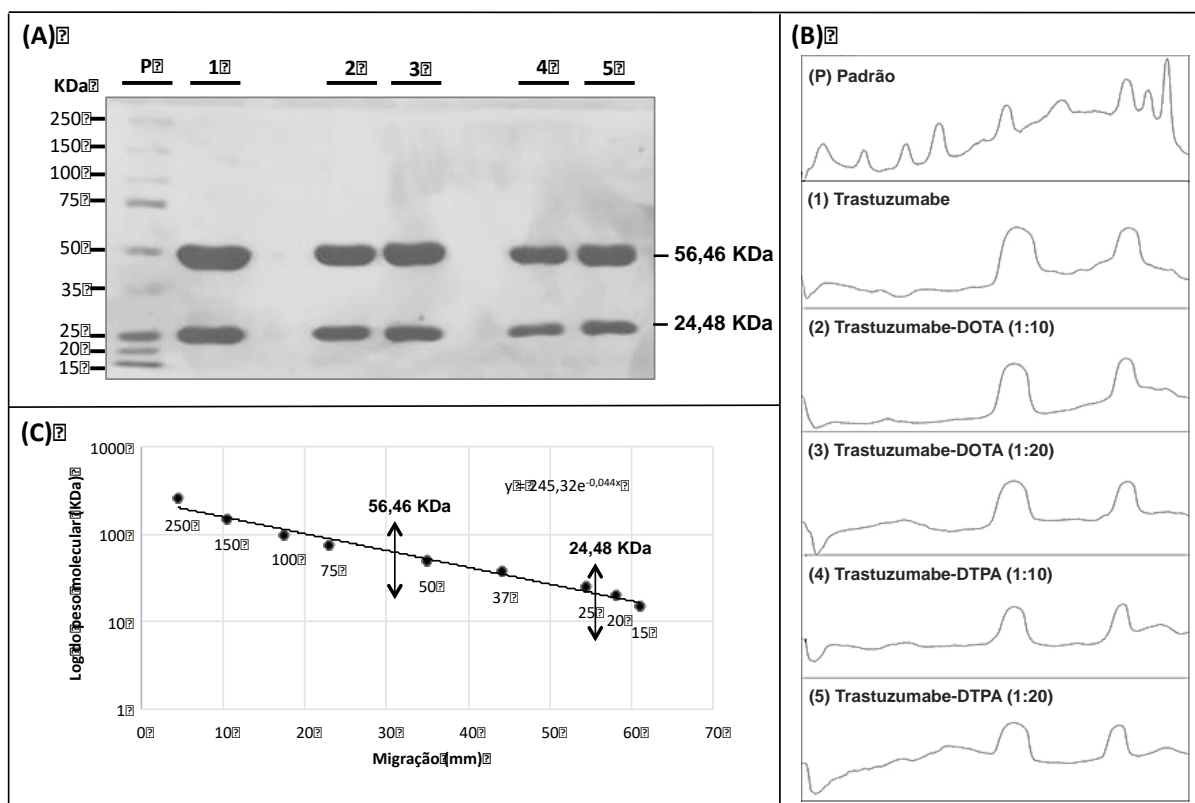 (A)
P 1 2 3 4 5
KDa
250
150
100
75
50
35
25
20
15
56,46 KDa
24,48 KDa
(B)
(P) Padrão
(1) Trastuzumabe
(2) Trastuzumabe-DOTA (1:10)
(3) Trastuzumabe-DOTA (1:20)
(4) Trastuzumabe-DTPA (1:10)
(5) Trastuzumabe-DTPA (1:20)
(C)
Log do peso molecular (KDa)
1000
100
10
1
0 10 20 30 40 50 60 70
Migração (mm)
y = 245,32e-0,044x
56,46 KDa
24,48 KDa
250
150
100
75
50
37
25
20
15